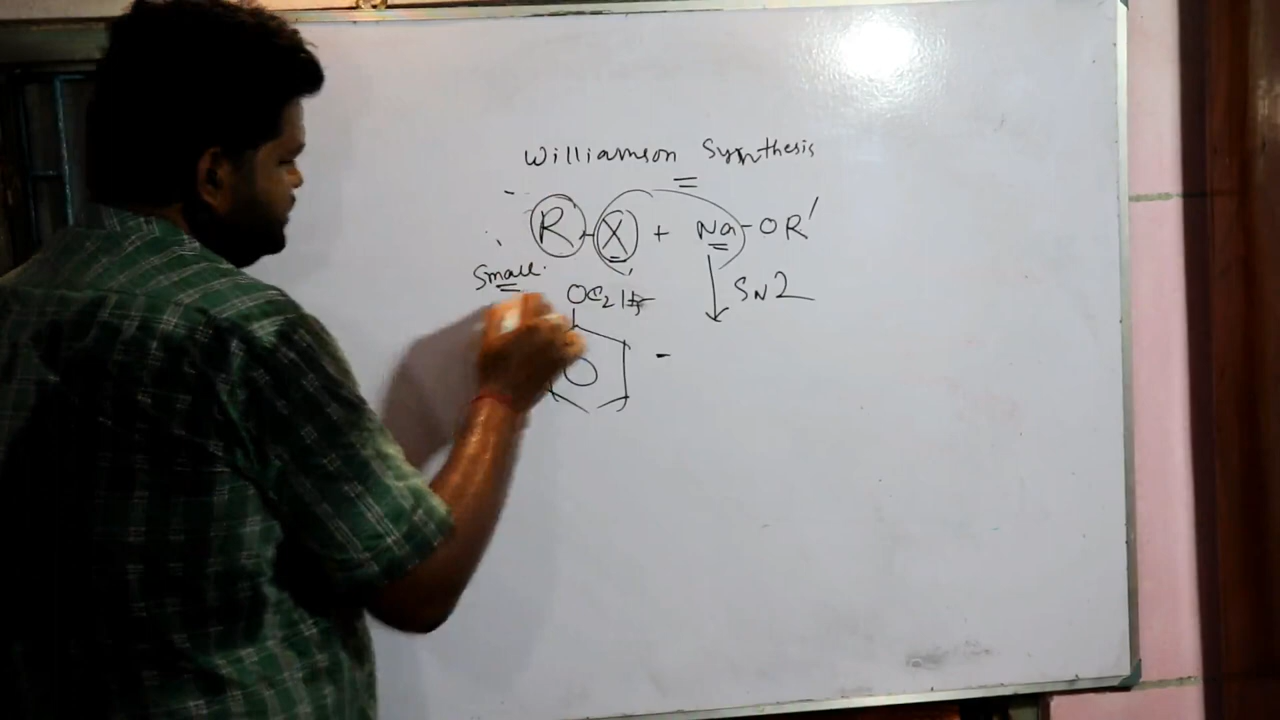 Williamson Synthesis
R-X + Na-OR'
Small
OC2H5
SN2